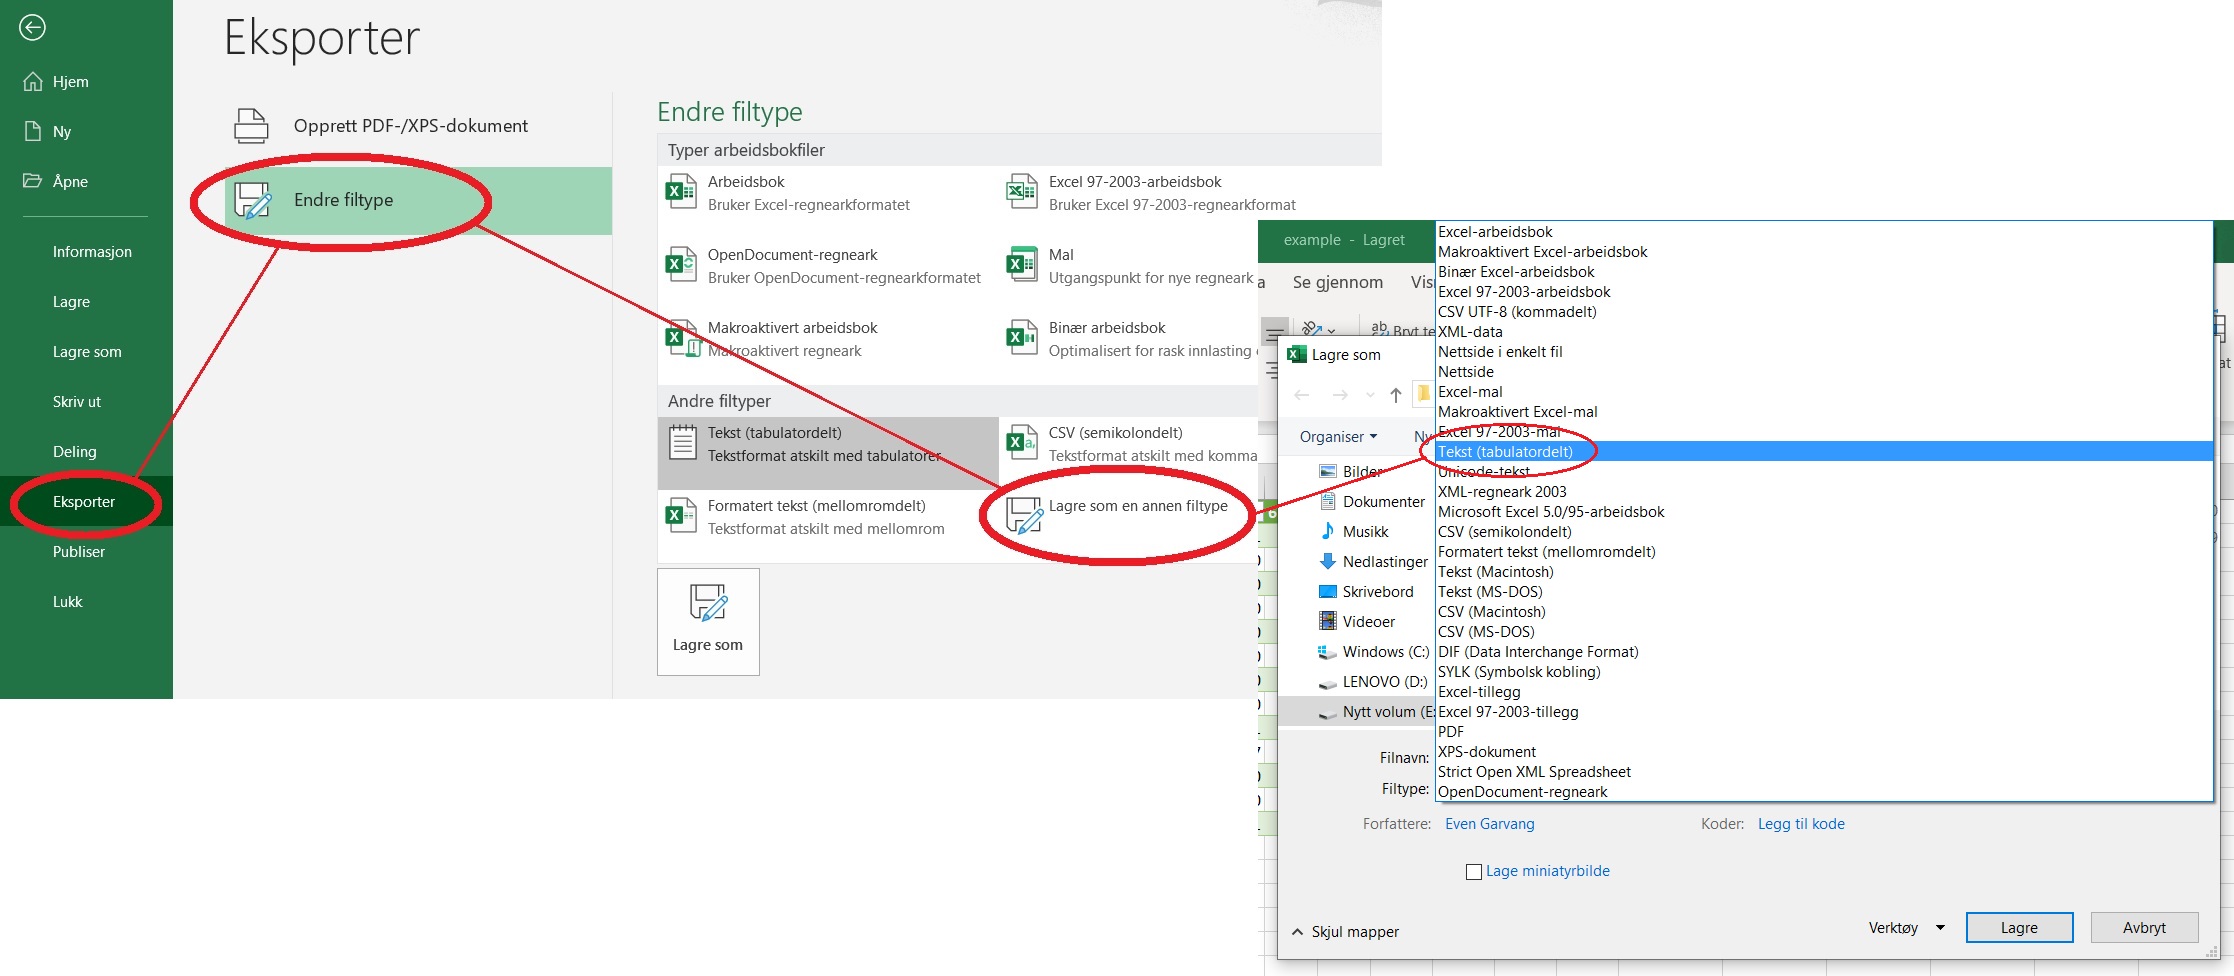 Eksporter
Hjem
Ny
Åpne
Informasjon
Lagre
Lagre som
Skriv ut
Deling
Eksporter
Publiser
Lukk
Opprett PDF-/XPS-dokument
Endre filtype
Endre filtype
Typer arbeidsbokfiler
Arbeidsbok
Bruker Excel-regnearkformatet
Excel 97-2003-arbeidsbok
Bruker Excel 97-2003-regnearkformat
OpenDocument-regneark
Bruker OpenDocument-regnearkformatet
Mal
Utgangspunkt for nye regneark
Makroaktivert arbeidsbok
Makroaktivert regneark
Binær arbeidsbok
Optimalisert for rask innlasting
Andre filtyper
Tekst (tabulatordelt)
Tekstformat atskilt med tabulatorer
CSV (semikolondelt)
Tekstformat atskilt med komma
Formatert tekst (mellomromdelt)
Tekstformat atskilt med mellomrom
Lagre som en annen filtype
Lagre som
example - Lagret
a Se gjennom Vis
ab Bryt te
Lagre som
Organiser Ny
Bilder
Dokumenter
Musikk
Nedlastinger
Skrivebord
Videoer
Windows (C:)
LENOVO (D:)
Nytt volum (E:
Excel-arbeidsbok
Makroaktivert Excel-arbeidsbok
Binær Excel-arbeidsbok
Excel 97-2003-arbeidsbok
CSV UTF-8 (kommadelt)
XML-data
Nettside i enkelt fil
Nettside
Excel-mal
Makroaktivert Excel-mal
Excel 97-2003-mal
Tekst (tabulatordelt)
Unicode-tekst
XML-regneark 2003
Microsoft Excel 5.0/95-arbeidsbok
CSV (semikolondelt)
Formatert tekst (mellomromdelt)
Tekst (Macintosh)
Tekst (MS-DOS)
CSV (Macintosh)
CSV (MS-DOS)
DIF (Data Interchange Format)
SYLK (Symbolsk kobling)
Excel-tillegg
Excel 97-2003-tillegg
PDF
XPS-dokument
Strict Open XML Spreadsheet
OpenDocument-regneark
Filnavn:
Filtype:
Forfattere: Even Garvang Koder: Legg til kode
Lage miniatyrbilde
Skjul mapper Verktøy Lagre Avbryt